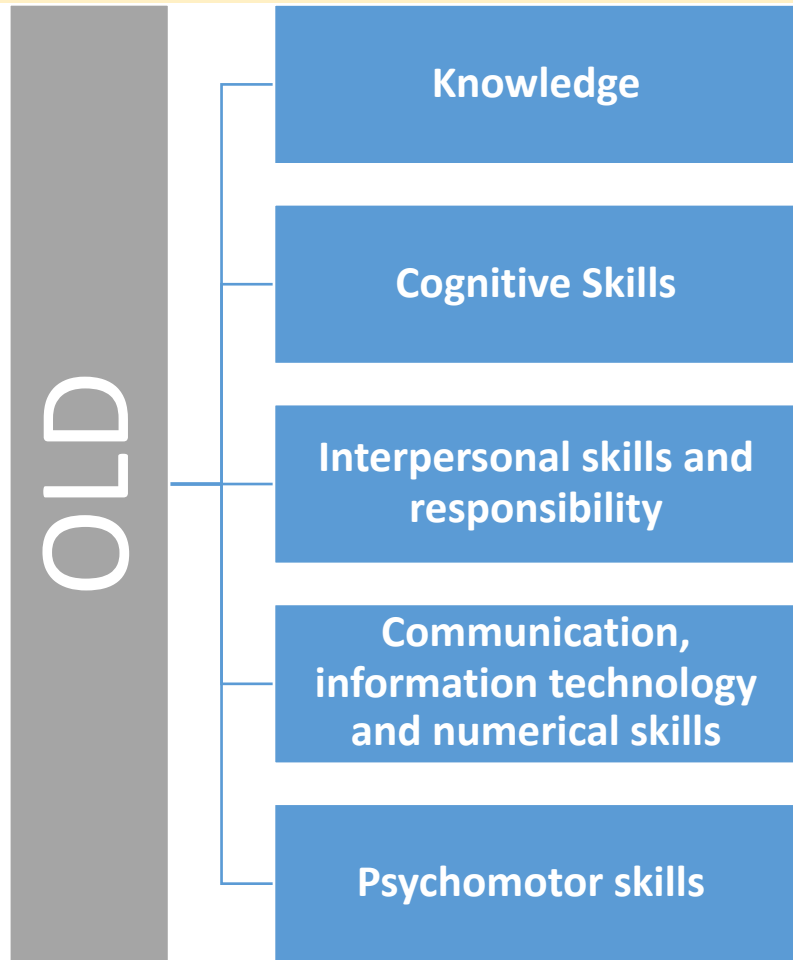 OLD
Knowledge
Cognitive Skills
Interpersonal skills and
responsibility
Communication,
information technology
and numerical skills
Psychomotor skills